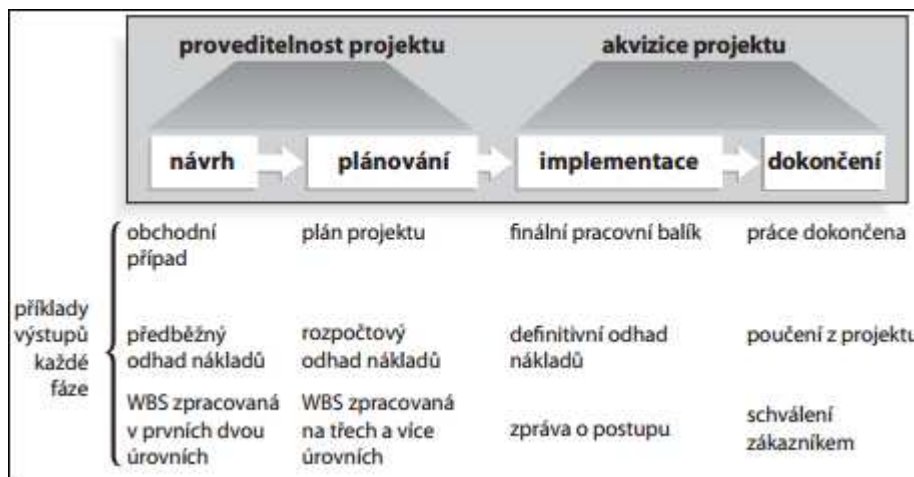 proveditelnost projektu
akvizice projektu
návrh
plánování
implementace
dokončení
příklady
výstupů
každé
fáze
obchodní
případ
plán projektu
finální pracovní balík
práce dokončena
předběžný
odhad nákladů
rozpočtový
odhad nákladů
definitivní odhad
nákladů
poučení z projektu
WBS zpracovaná
v prvních dvou
úrovních
WBS zpracovaná
na třech a více
úrovních
zpráva o postupu
schválení
zákazníkem